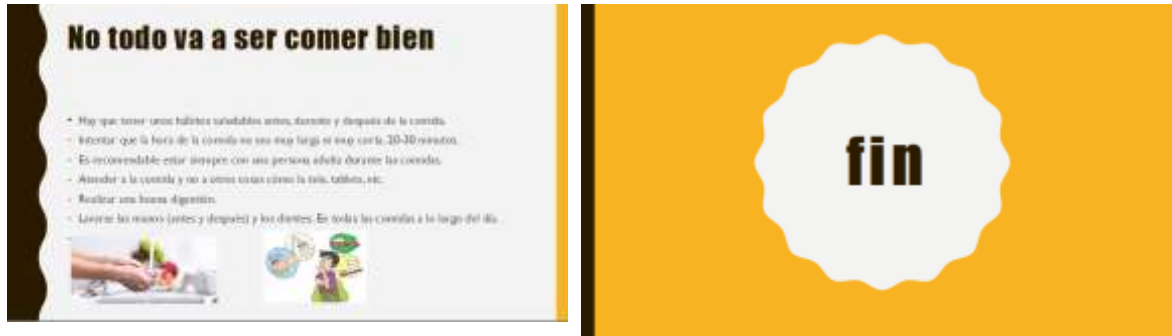 No todo va a ser comer bien
Hay que tener unos hábitos saludables antes, durante y después de la comida.
- Intentar que la hora de la comida no sea muy larga ni muy corta, 20-30 minutos.
- Es recomendable estar siempre con una persona adulta durante las comidas.
- Atender a la comida y no a otras cosas cómo la tele, tablets, etc.
- Realizar una buena digestión.
- Lavarse las manos (antes y después) y los dientes. En todas las comidas a lo largo del día.
fin